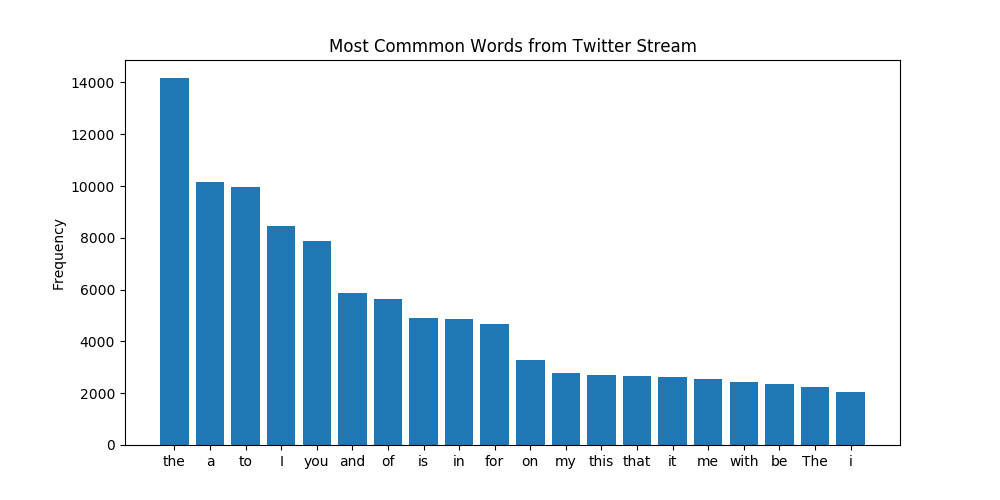 Most Commmon Words from Twitter Stream
14000
12000
10000
8000
6000
4000
2000
0
Frequency
the a to I you and of is in for on my this that it me with be The i